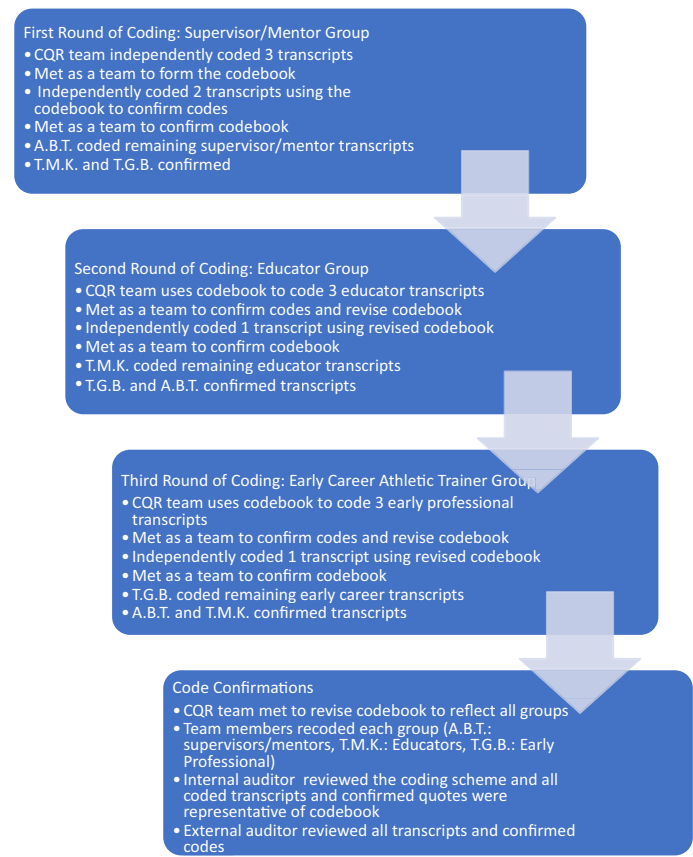 First Round of Coding: Supervisor/Mentor Group
• CQR team independently coded 3 transcripts
• Met as a team to form the codebook
• Independently coded 2 transcripts using the
codebook to confirm codes
• Met as a team to confirm codebook
• A.B.T. coded remaining supervisor/mentor transcripts
• T.M.K. and T.G.B. confirmed
Second Round of Coding: Educator Group
• CQR team uses codebook to code 3 educator transcripts
• Met as a team to confirm codes and revise codebook
• Independently coded 1 transcript using revised codebook
• Met as a team to confirm codebook
• T.M.K. coded remaining educator transcripts
• T.G.B. and A.B.T. confirmed transcripts
Third Round of Coding: Early Career Athletic Trainer Group
• CQR team uses codebook to code 3 early professional
transcripts
• Met as a team to confirm codes and revise codebook
• Independently coded 1 transcript using revised codebook
• Met as a team to confirm codebook
• T.G.B. coded remaining early career transcripts
• A.B.T. and T.M.K. confirmed transcripts
Code Confirmations
• CQR team met to revise codebook to reflect all groups
• Team members recoded each group (A.B.T.:
supervisors/mentors, T.M.K.: Educators, T.G.B.: Early
Professional)
• Internal auditor reviewed the coding scheme and all
coded transcripts and confirmed quotes were
representative of codebook
• External auditor reviewed all transcripts and confirmed
codes